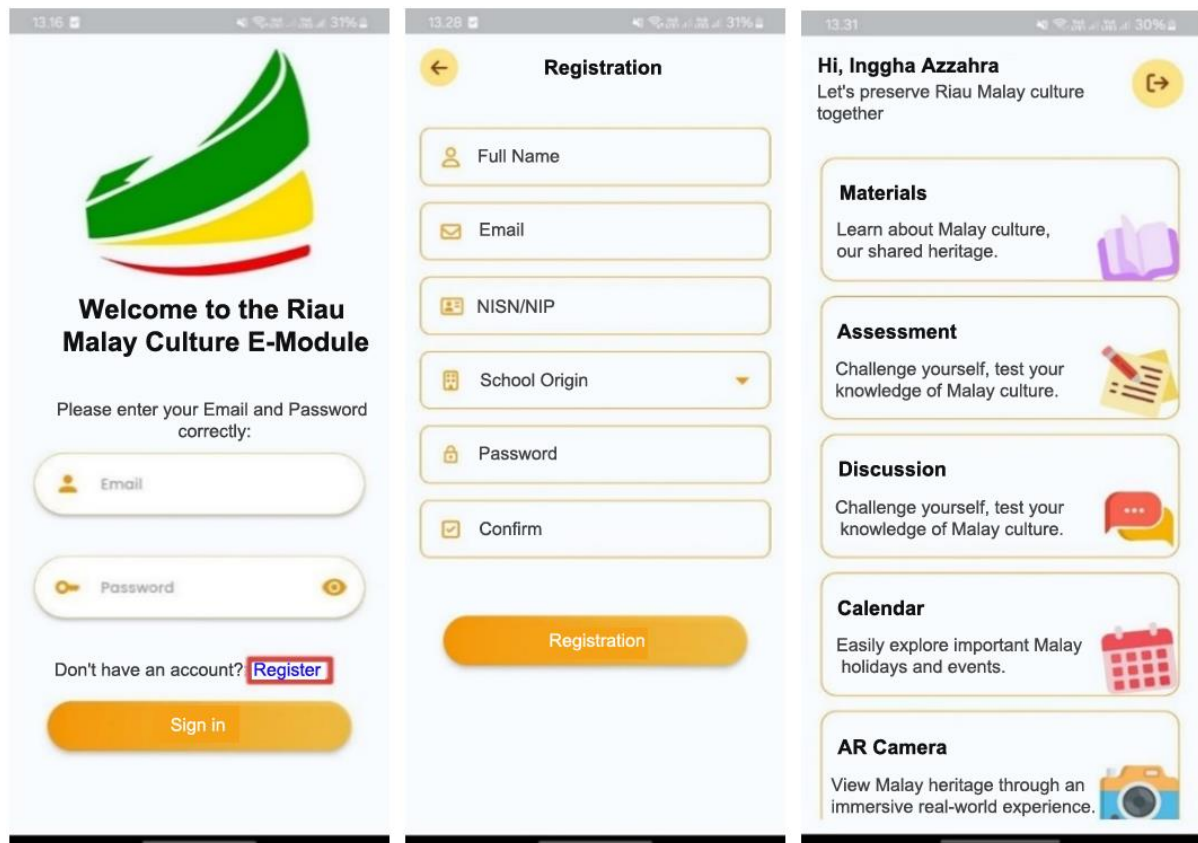 13.16
31%
Welcome to the Riau
Malay Culture E-Module
Please enter your Email and Password
correctly:
Email
Password
Don't have an account? Register
Sign in
13.28
31%
Registration
Full Name
Email
NISN/NIP
School Origin
Password
Confirm
Registration
13.31
30%
Hi, Inggha Azzahra
Let's preserve Riau Malay culture
together
Materials
Learn about Malay culture,
our shared heritage.
Assessment
Challenge yourself, test your
knowledge of Malay culture.
Discussion
Challenge yourself, test your
knowledge of Malay culture.
Calendar
Easily explore important Malay
holidays and events.
AR Camera
View Malay heritage through an
immersive real-world experience.